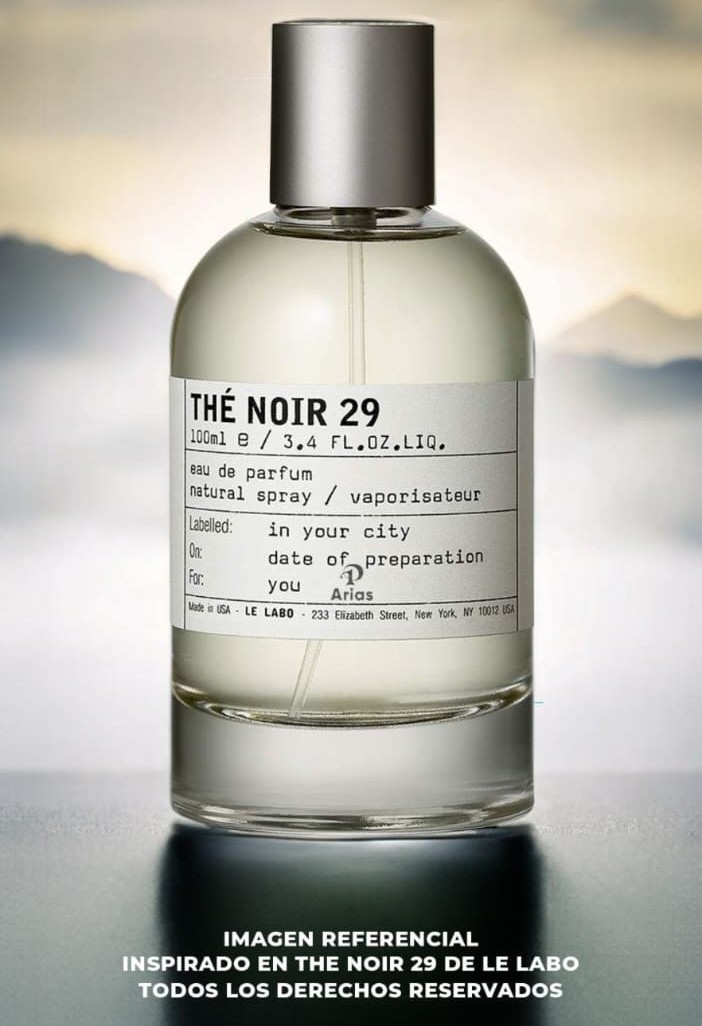 THÉ NOIR 29
100ml e / 3.4 FL.OZ.LIQ.
eau de parfum
natural spray / vaporisateur
Labelled: in your city
On: date of preparation
For: you
Arias
Made in USA - LE LABO - 233 Elizabeth Street, New York, NY 10012 USA
IMAGEN REFERENCIAL
INSPIRADO EN THE NOIR 29 DE LE LABO
TODOS LOS DERECHOS RESERVADOS